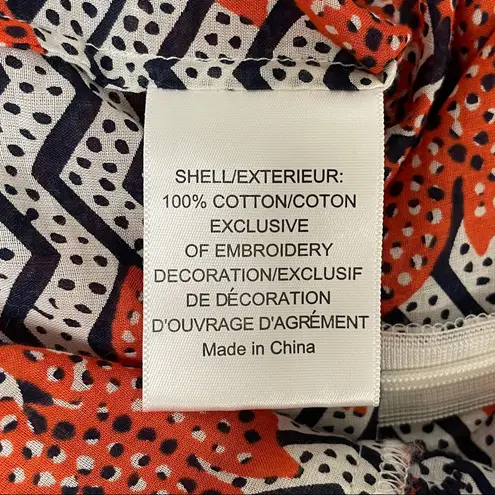 SHELL/EXTERIEUR:
100% COTTON/COTON
EXCLUSIVE
OF EMBROIDERY
DECORATION/EXCLUSIF
DE DÉCORATION
D'OUVRAGE D'AGRÉMENT
Made in China